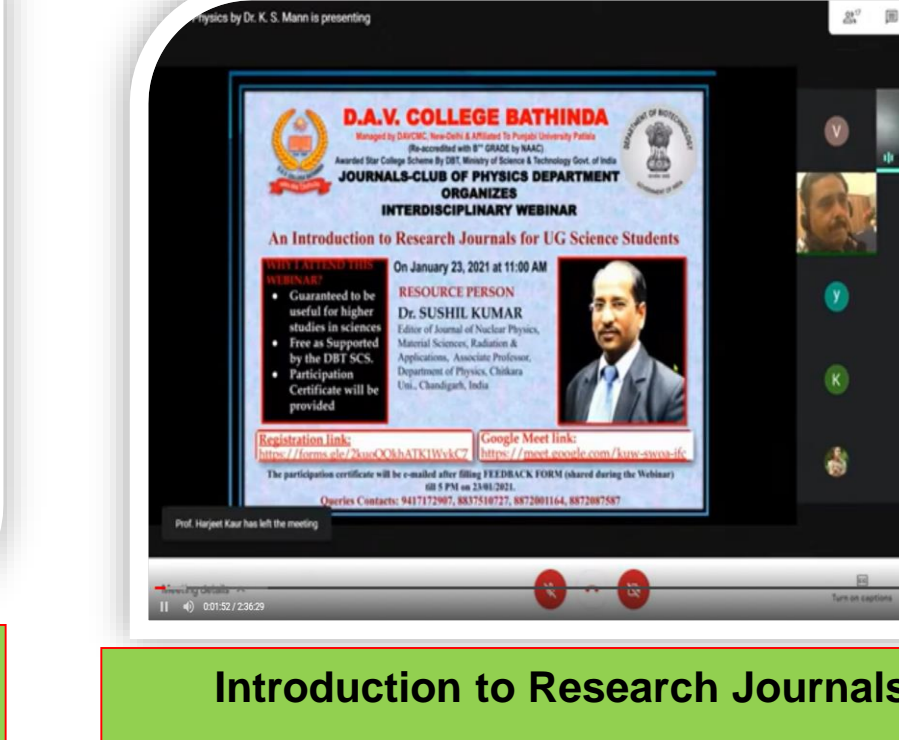 Physics by Dr. K. S. Mann is presenting
17
D.A.V. COLLEGE BATHINDA
Managed by DAVCMC, New-Delhi & Affiliated To Punjabi University Patiala
(Re-accredited with B++ GRADE by NAAC)
Awarded Star College Scheme By DBT, Ministry of Science & Technology Govt. of India
JOURNALS-CLUB OF PHYSICS DEPARTMENT
ORGANIZES
INTERDISCIPLINARY WEBINAR
An Introduction to Research Journals for UG Science Students
WHY I ATTEND THIS
WEBINAR?
• Guaranteed to be
useful for higher
studies in sciences
• Free as Supported
by the DBT SCS.
• Participation
Certificate will be
provided
On January 23, 2021 at 11:00 AM
RESOURCE PERSON
Dr. SUSHIL KUMAR
Editor of Journal of Nuclear Physics,
Material Sciences, Radiation &
Applications, Associate Professor,
Department of Physics, Chitkara
Uni., Chandigarh, India
Registration link:
Google Meet link:
https://meet.google.com/kuw-swoa-ifc
The participation certificate will be e-mailed after filling FEEDBACK FORM (shared during the Webinar)
till 5 PM on 23/01/2021.
Queries Contacts: 9417172907, 8837510727, 8872001164, 8872087587
V
y
K
Prof. Harjeet Kaur has left the meeting
Meeting details
Turn on captions
0:01:52 / 2:36:29
Introduction to Research Journals